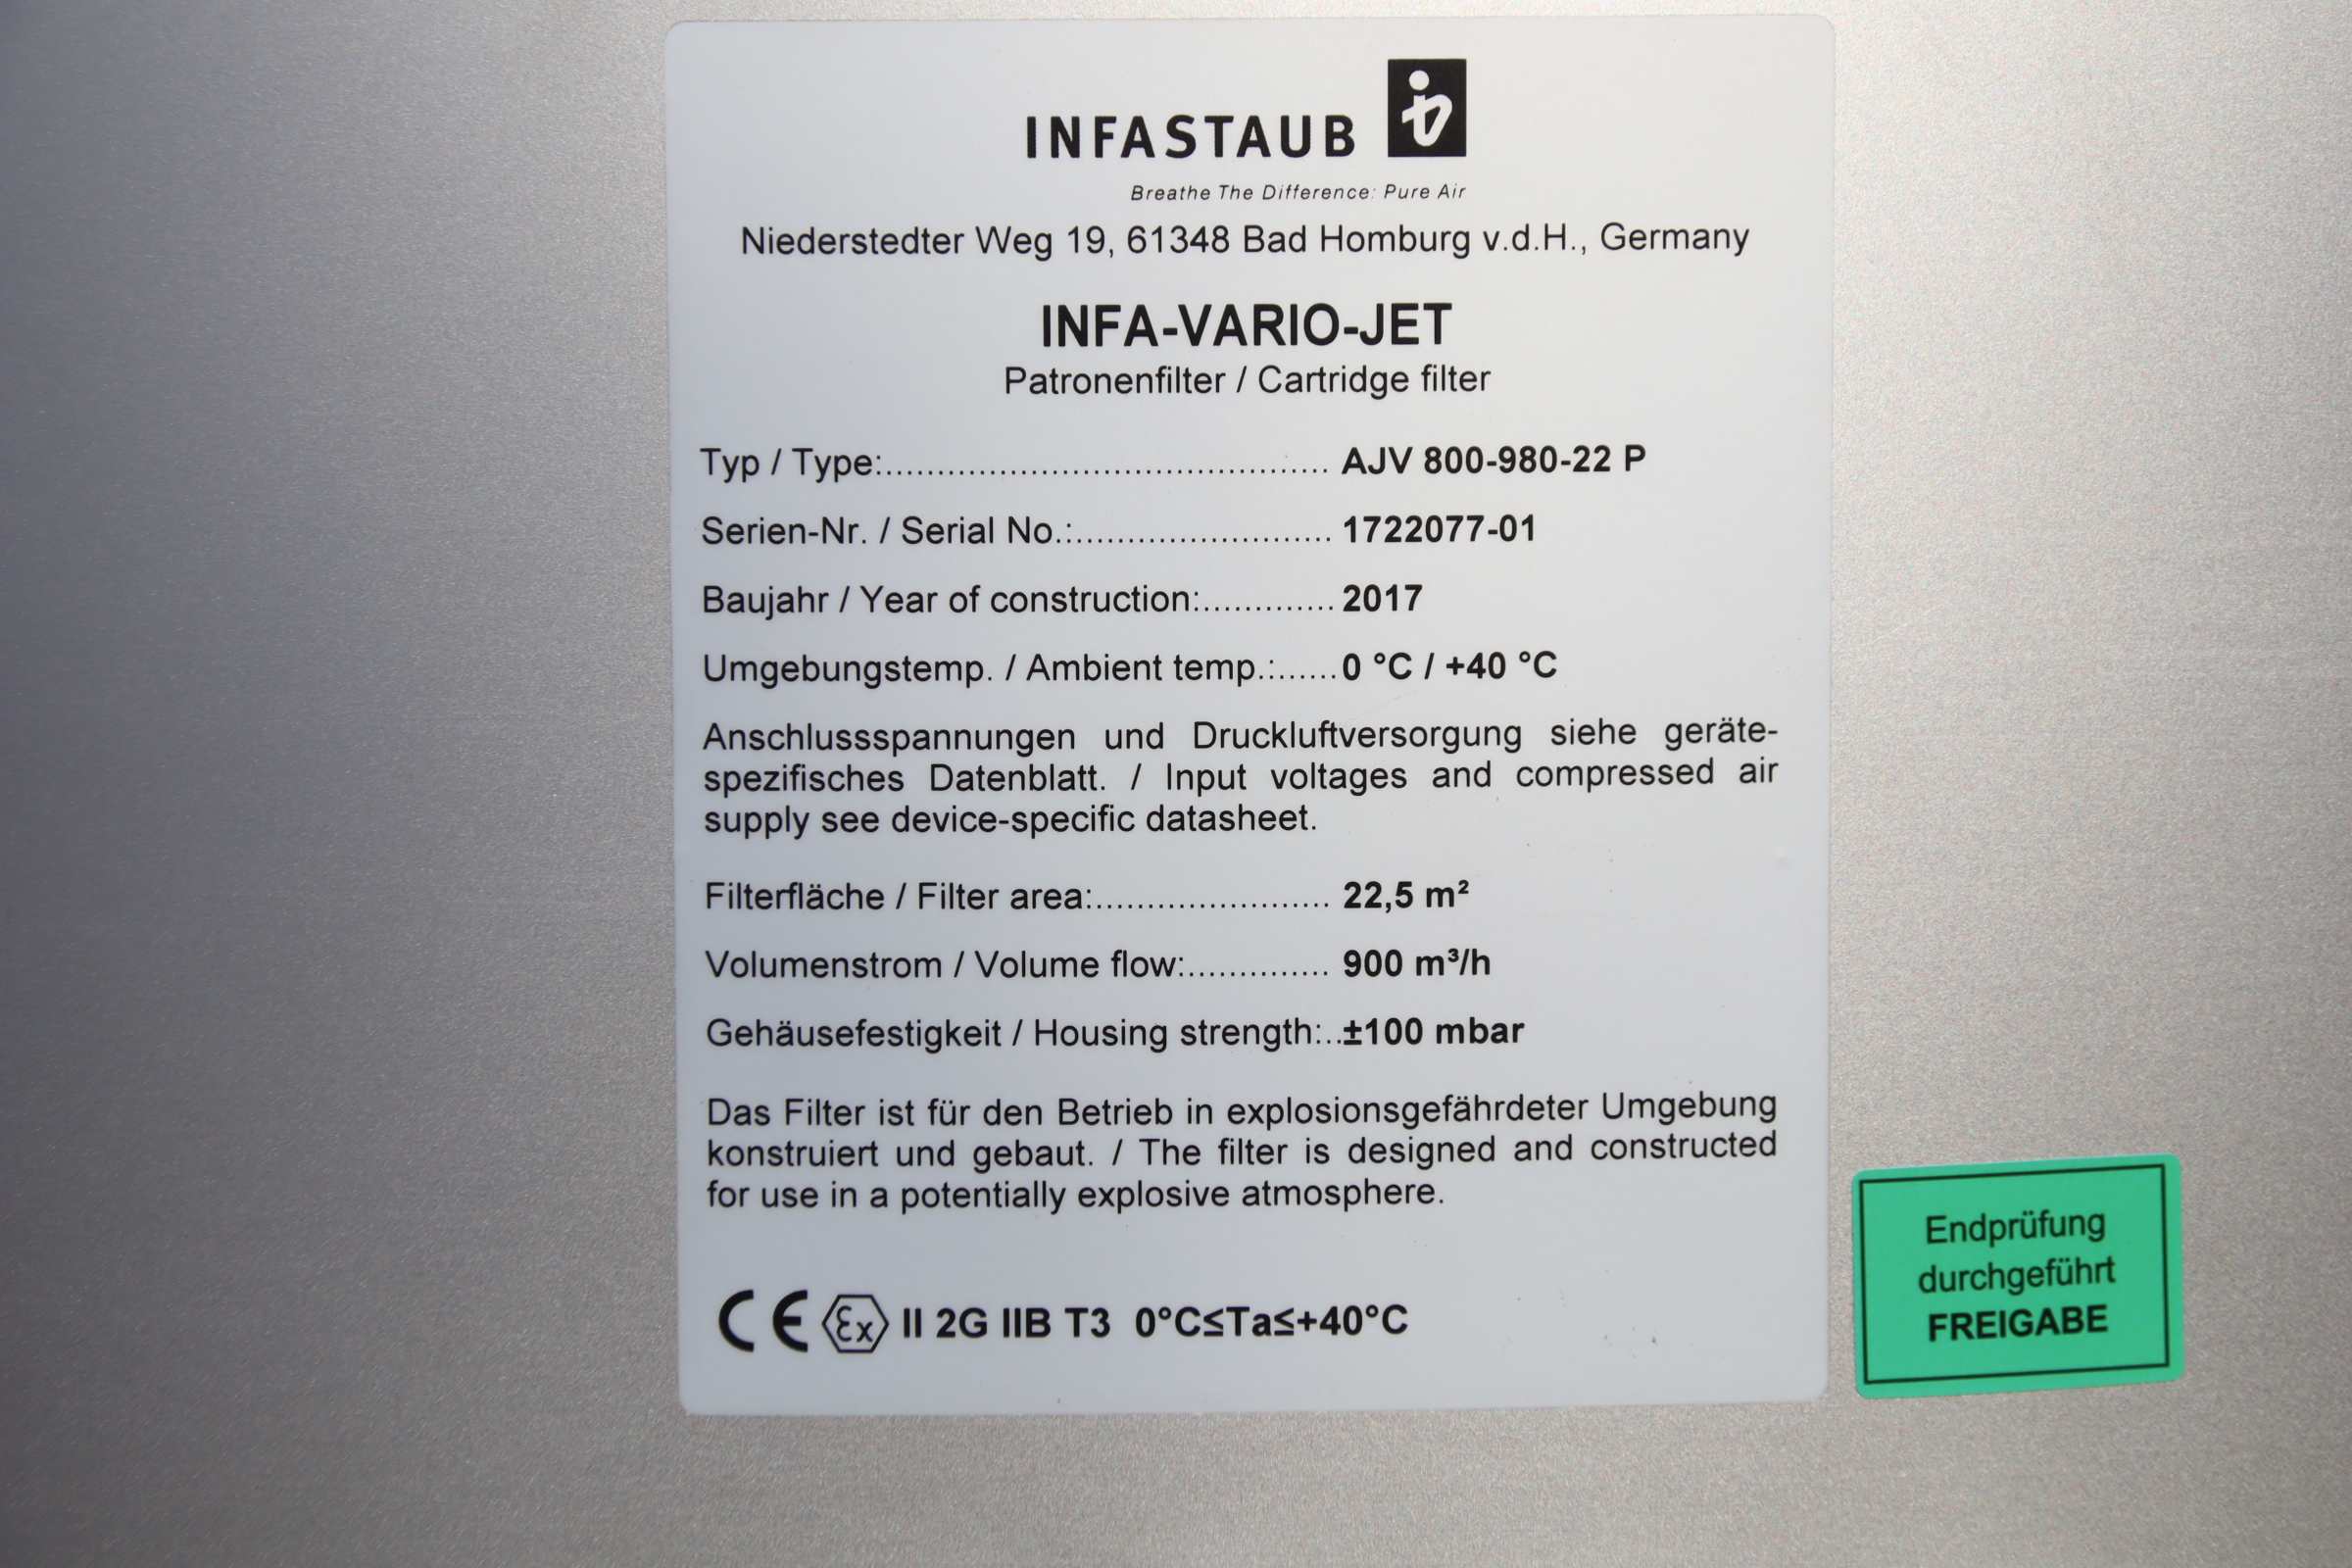 INFASTAUB
Breathe The Difference: Pure Air
Niederstedter Weg 19, 61348 Bad Homburg v.d.H., Germany
INFA-VARIO-JET
Patronenfilter / Cartridge filter
Typ / Type:........................................... AJV 800-980-22 P
Serien-Nr. / Serial No.:......................... 1722077-01
Baujahr / Year of construction:............. 2017
Umgebungstemp. / Ambient temp.:...... 0 °C / +40 °C
Anschlussspannungen und Druckluftversorgung siehe geräte-
spezifisches Datenblatt. / Input voltages and compressed air
supply see device-specific datasheet.
Filterfläche / Filter area:....................... 22,5 m²
Volumenstrom / Volume flow:.............. 900 m³/h
Gehäusefestigkeit / Housing strength:..±100 mbar
Das Filter ist für den Betrieb in explosionsgefährdeter Umgebung
konstruiert und gebaut. / The filter is designed and constructed
for use in a potentially explosive atmosphere.
CE Ex II 2G IIB T3 0°C≤Ta≤+40°C
Endprüfung
durchgeführt
FREIGABE